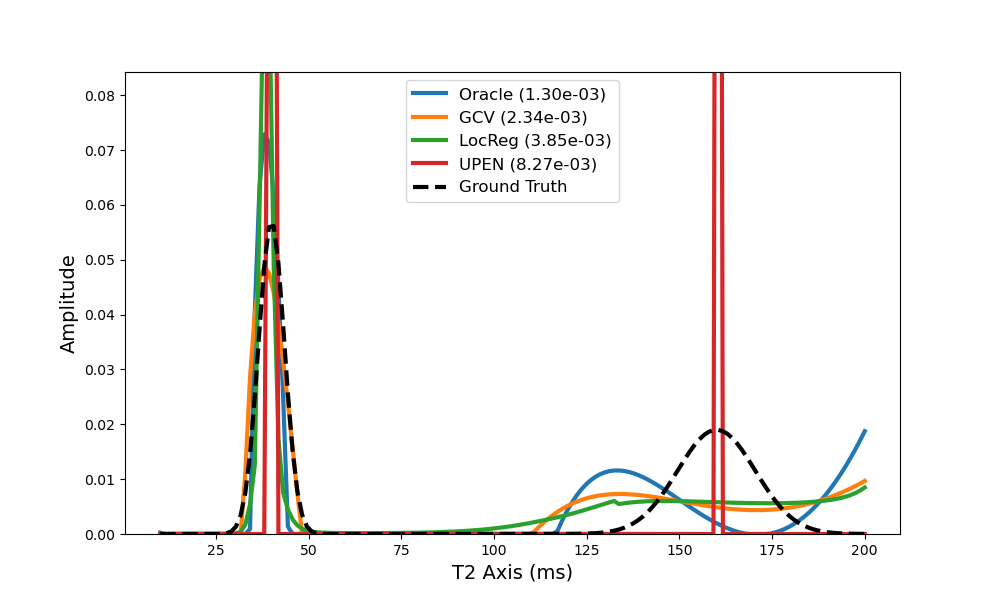 0.08
0.07
0.06
0.05
0.04
0.03
0.02
0.01
0.00
Amplitude
Oracle (1.30e-03)
GCV (2.34e-03)
LocReg (3.85e-03)
UPEN (8.27e-03)
Ground Truth
25 50 75 100 125 150 175 200
T2 Axis (ms)